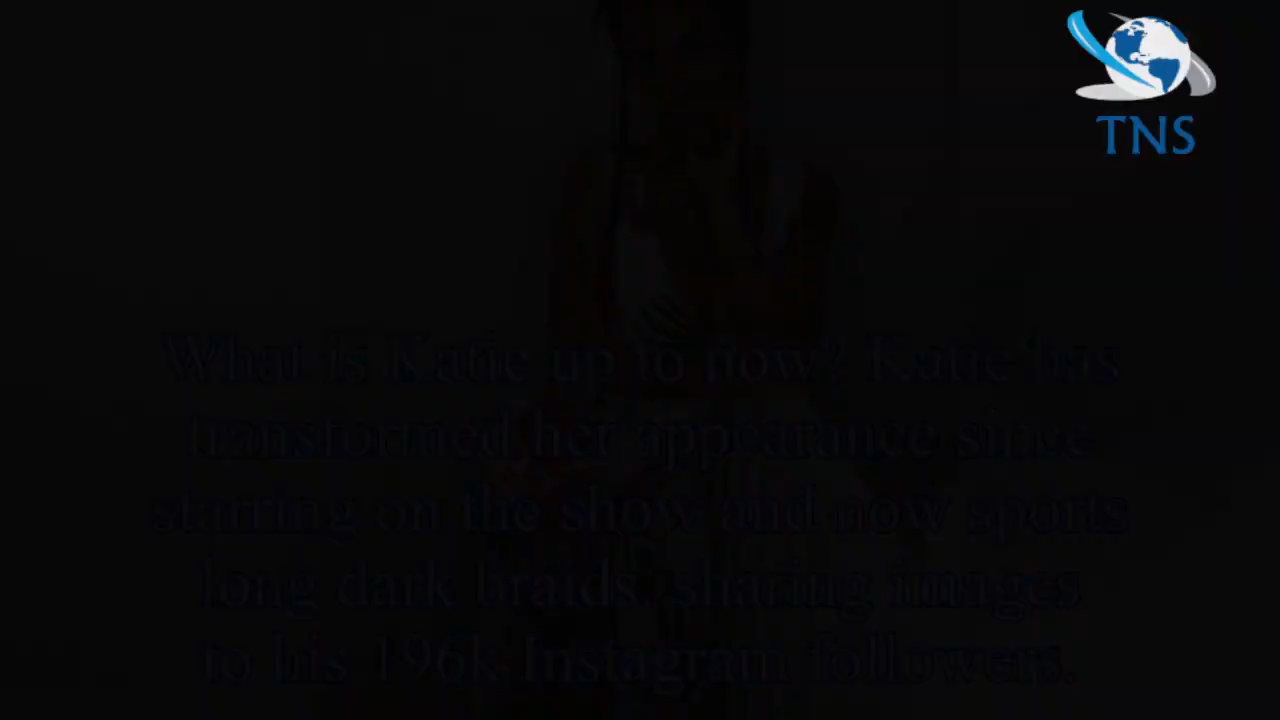 TNS
What is Katie up to now? Katie has
transformed her appearance since
starring on the show and now sports
long dark braids, sharing images
to his 196k Instagram followers.